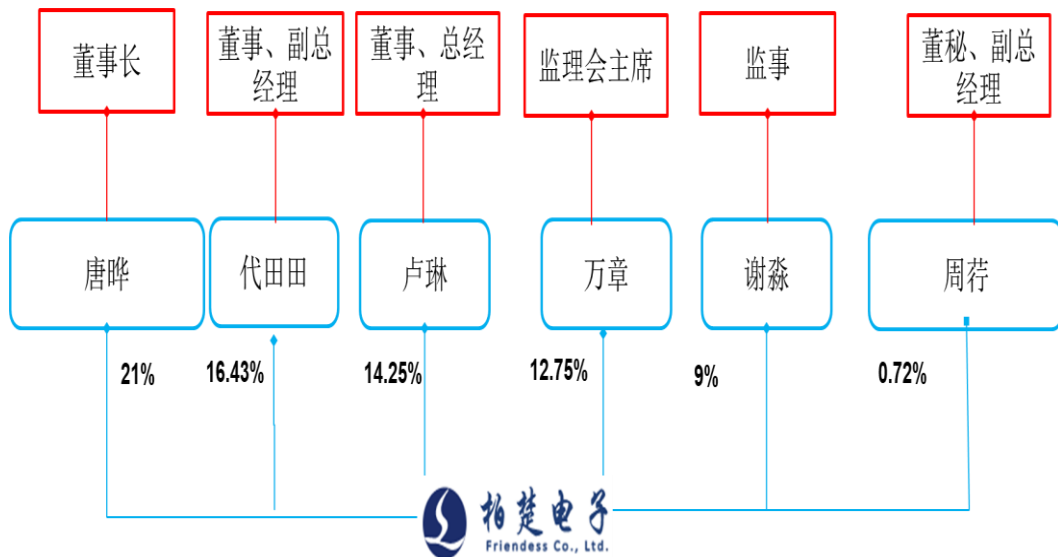 董事长
董事、副总
经理
董事、总经
理
监理会主席
监事
董秘、副总
经理
唐晔
代田田
卢琳
万章
谢淼
周荇
21%
16.43%
14.25%
12.75%
9%
0.72%
柏楚电子
Friendess Co., Ltd.